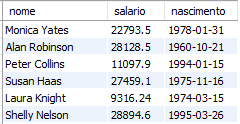 nome salario nascimento
Monica Yates 22793.5 1978-01-31
Alan Robinson 28128.5 1960-10-21
Peter Collins 11097.9 1994-01-15
Susan Haas 27459.1 1975-11-16
Laura Knight 9316.24 1974-03-15
Shelly Nelson 28894.6 1995-03-26